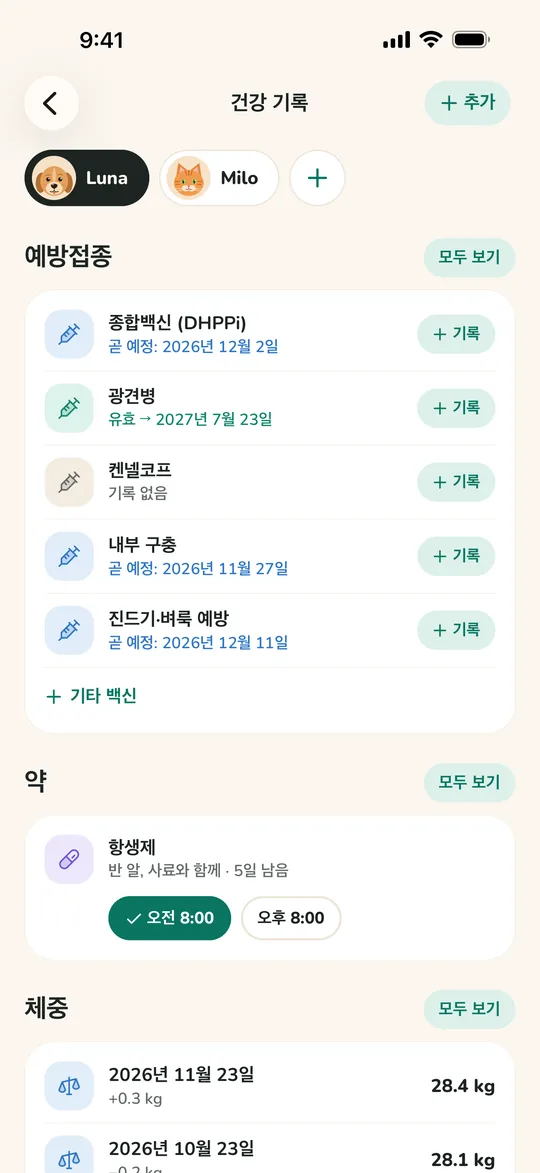 9:41
건강 기록
+ 추가
Luna
Milo
+
예방접종
모두 보기
종합백신 (DHPPi)
곧 예정: 2026년 12월 2일
+ 기록
광견병
유효 → 2027년 7월 23일
+ 기록
켄넬코프
기록 없음
+ 기록
내부 구충
곧 예정: 2026년 11월 27일
+ 기록
진드기·벼룩 예방
곧 예정: 2026년 12월 11일
+ 기록
+ 기타 백신
약
모두 보기
항생제
반 알, 사료와 함께 · 5일 남음
오전 8:00
오후 8:00
체중
모두 보기
2026년 11월 23일
+0.3 kg
28.4 kg
2026년 10월 23일
−0.2 kg
28.1 kg